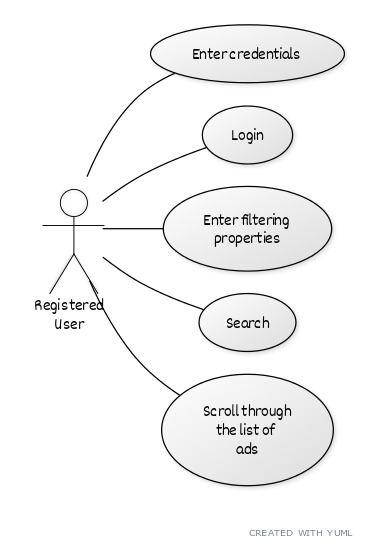 Enter credentials
Login
Enter filtering
properties
Registered
User
Search
Scroll through
the list of
ads
CREATED WITH YUML